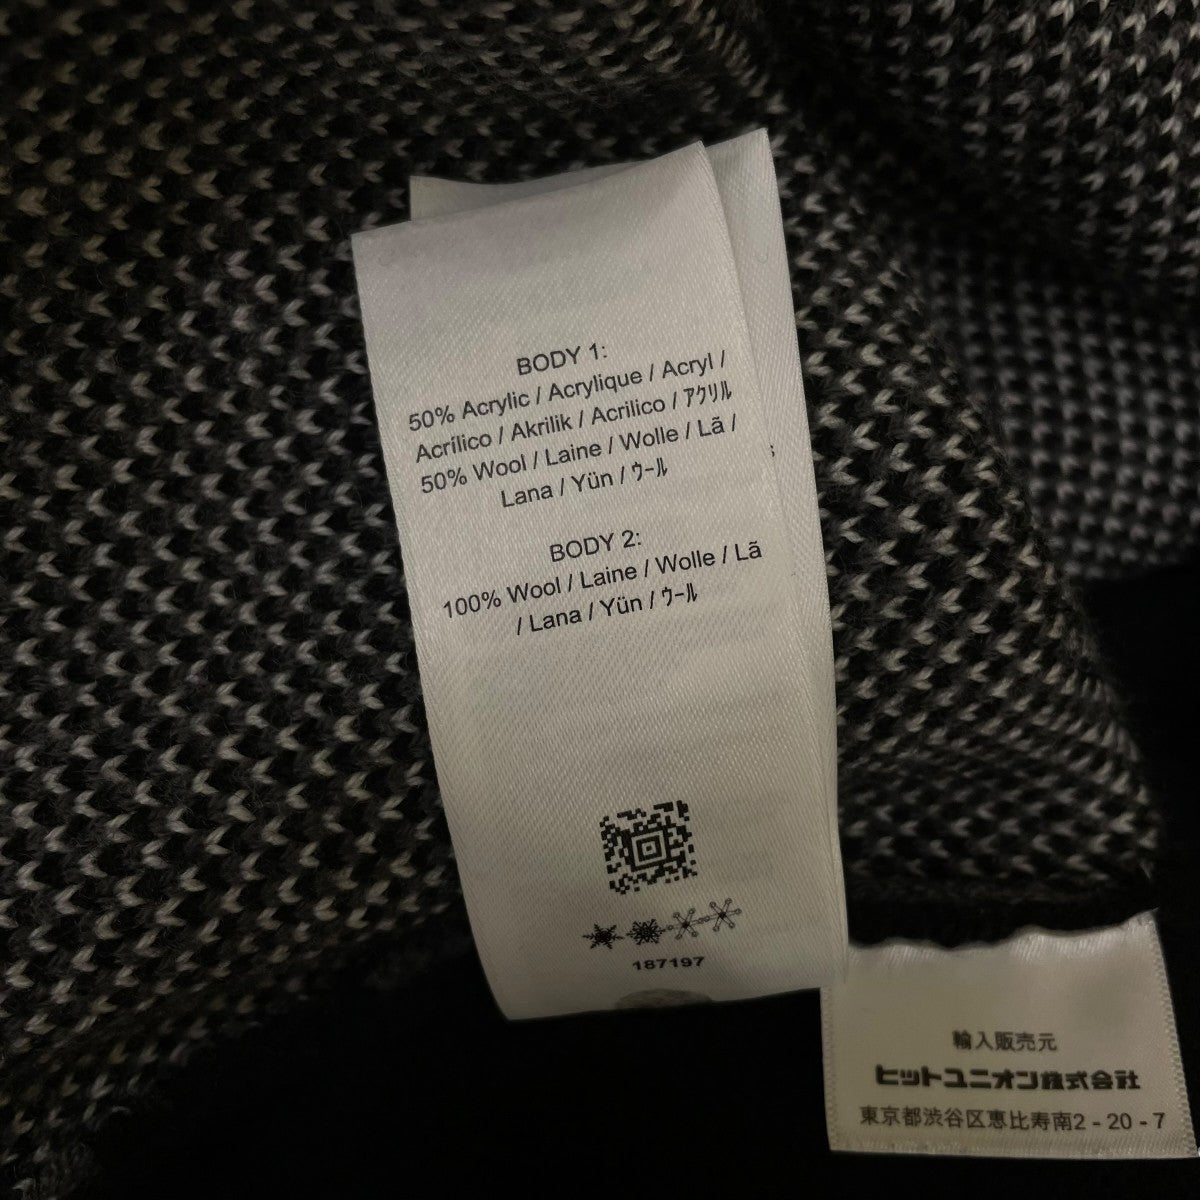 BODY 1:
50% Acrylic / Acrylique / Acryl /
Acrílico / Akrilik / Acrilico / アクリル
50% Wool / Laine / Wolle / Lã /
Lana / Yün / ウール
BODY 2:
100% Wool / Laine / Wolle / Lã
/ Lana / Yün / ウール
187197
輸入販売元
ヒットユニオン株式会社
東京都渋谷区恵比寿南2 - 20 - 7